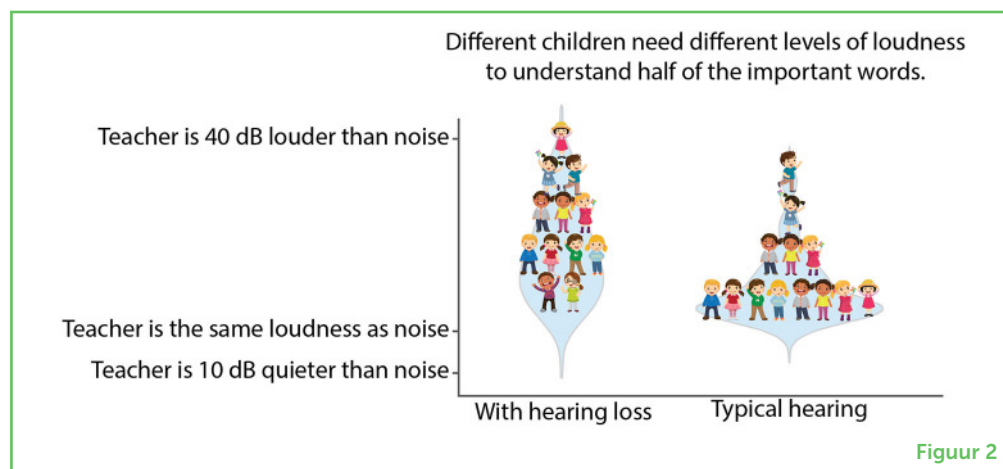 Different children need different levels of loudness
to understand half of the important words.
Teacher is 40 dB louder than noise
Teacher is the same loudness as noise
Teacher is 10 dB quieter than noise
With hearing loss
Typical hearing
Figuur 2